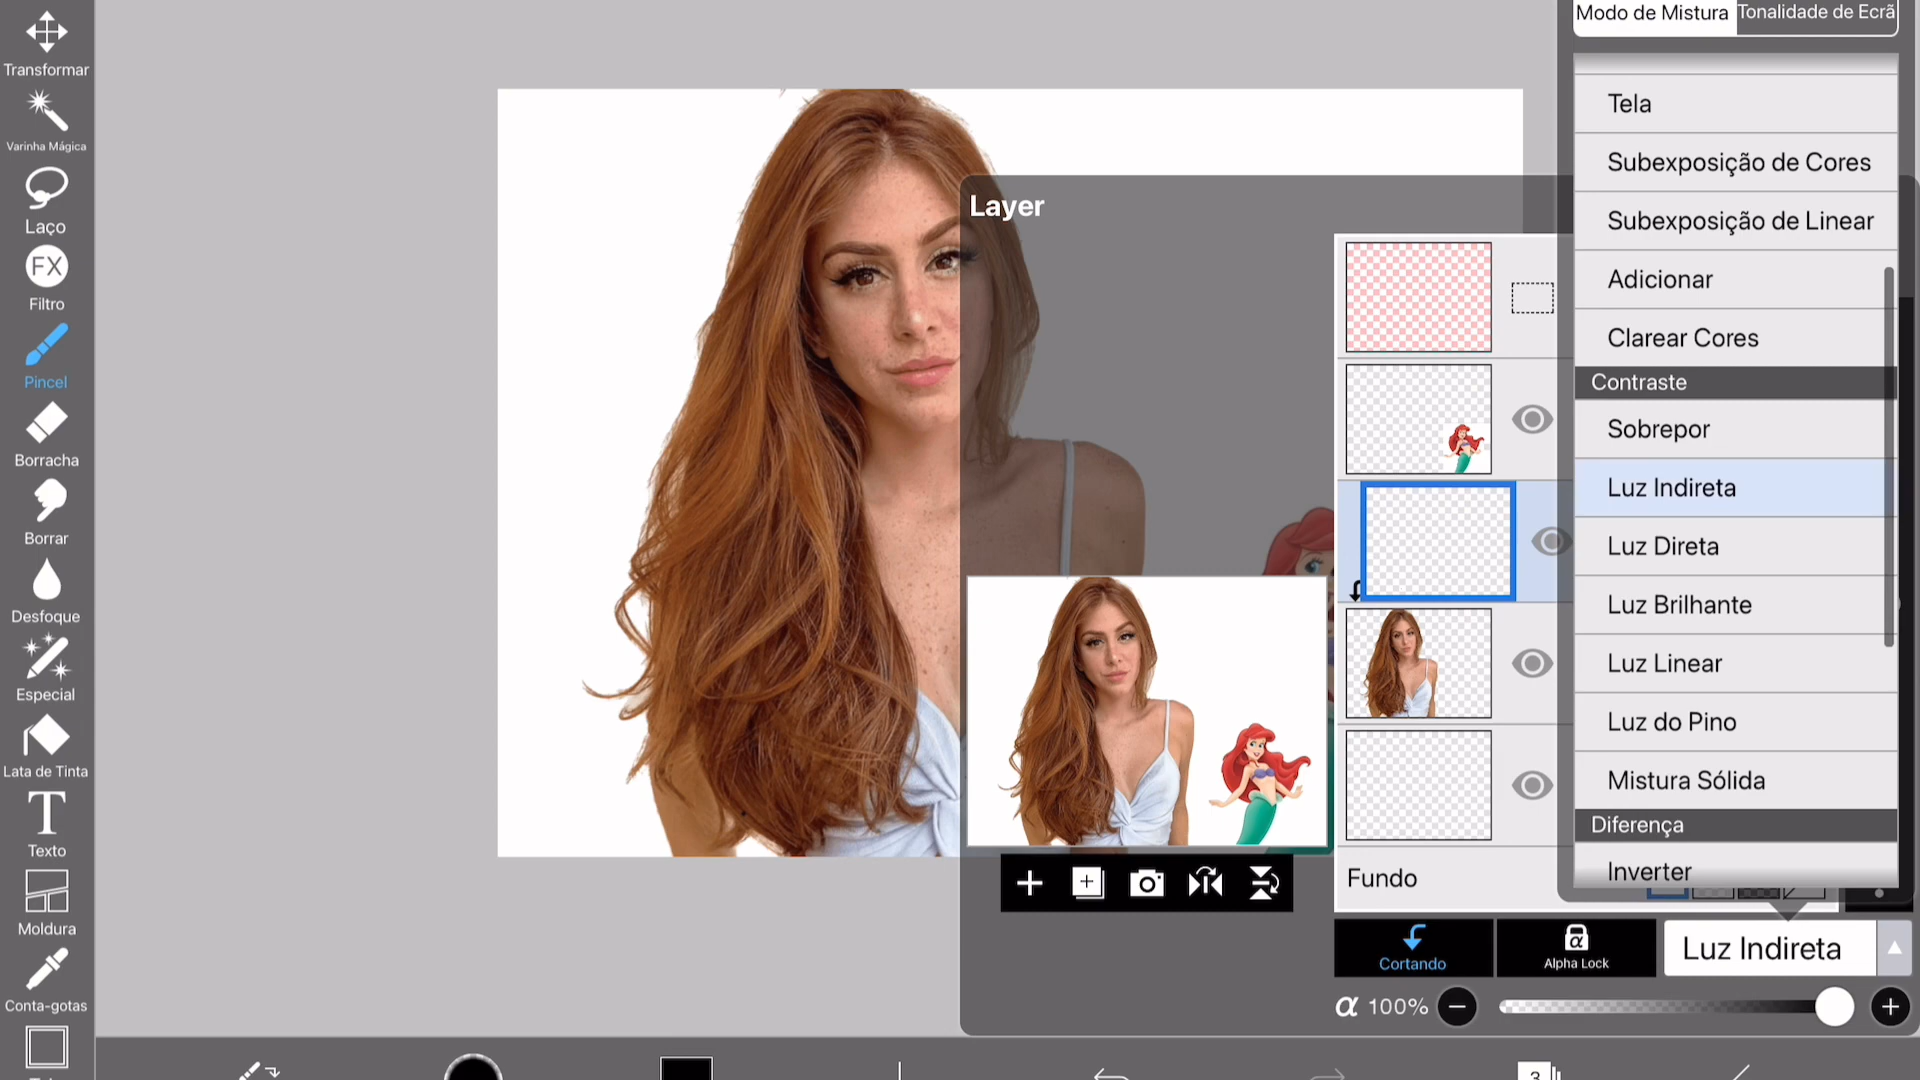 Transformar
Varinha Mágica
Laço
FX
Filtro
Pincel
Borracha
Borrar
Desfoque
Especial
Lata de Tinta
T
Texto
Moldura
Conta-gotas
Layer
Fundo
Cortando
α
Alpha Lock
Luz Indireta
α 100%
3
Modo de Mistura
Tonalidade de Ecrã
Tela
Subexposição de Cores
Subexposição de Linear
Adicionar
Clarear Cores
Contraste
Sobrepor
Luz Indireta
Luz Direta
Luz Brilhante
Luz Linear
Luz do Pino
Mistura Sólida
Diferença
Inverter